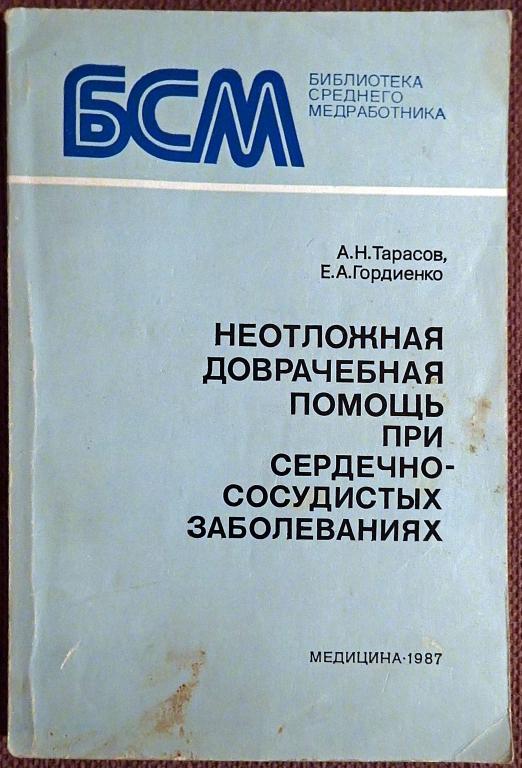 БСМ
БИБЛИОТЕКА
СРЕДНЕГО
МЕДРАБОТНИКА
А.Н.Тарасов,
Е.А.Гордиенко
НЕОТЛОЖНАЯ
ДОВРАЧЕБНАЯ
ПОМОЩЬ
ПРИ
СЕРДЕЧНО-
СОСУДИСТЫХ
ЗАБОЛЕВАНИЯХ
МЕДИЦИНА·1987